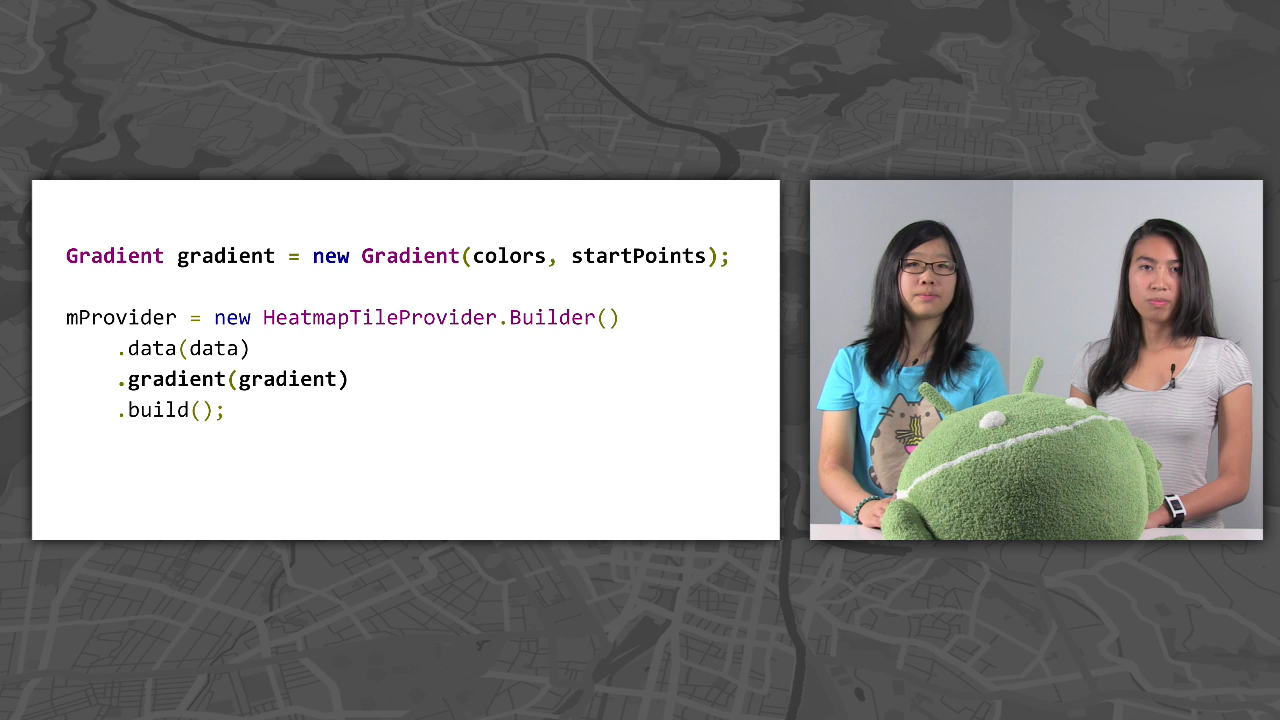 Gradient gradient = new Gradient(colors, startPoints);
mProvider = new HeatmapTileProvider.Builder()
.data(data)
.gradient(gradient)
.build();